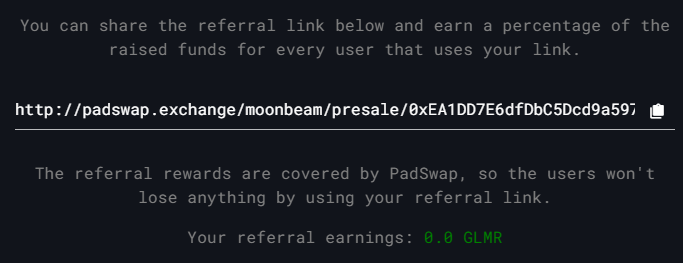 You can share the referral link below and earn a percentage of the
raised funds for every user that uses your link.
http://padswap.exchange/moonbeam/presale/0xEA1DD7E6dfDbC5Dcd9a597
The referral rewards are covered by PadSwap, so the users won't
lose anything by using your referral link.
Your referral earnings: 0.0 GLMR